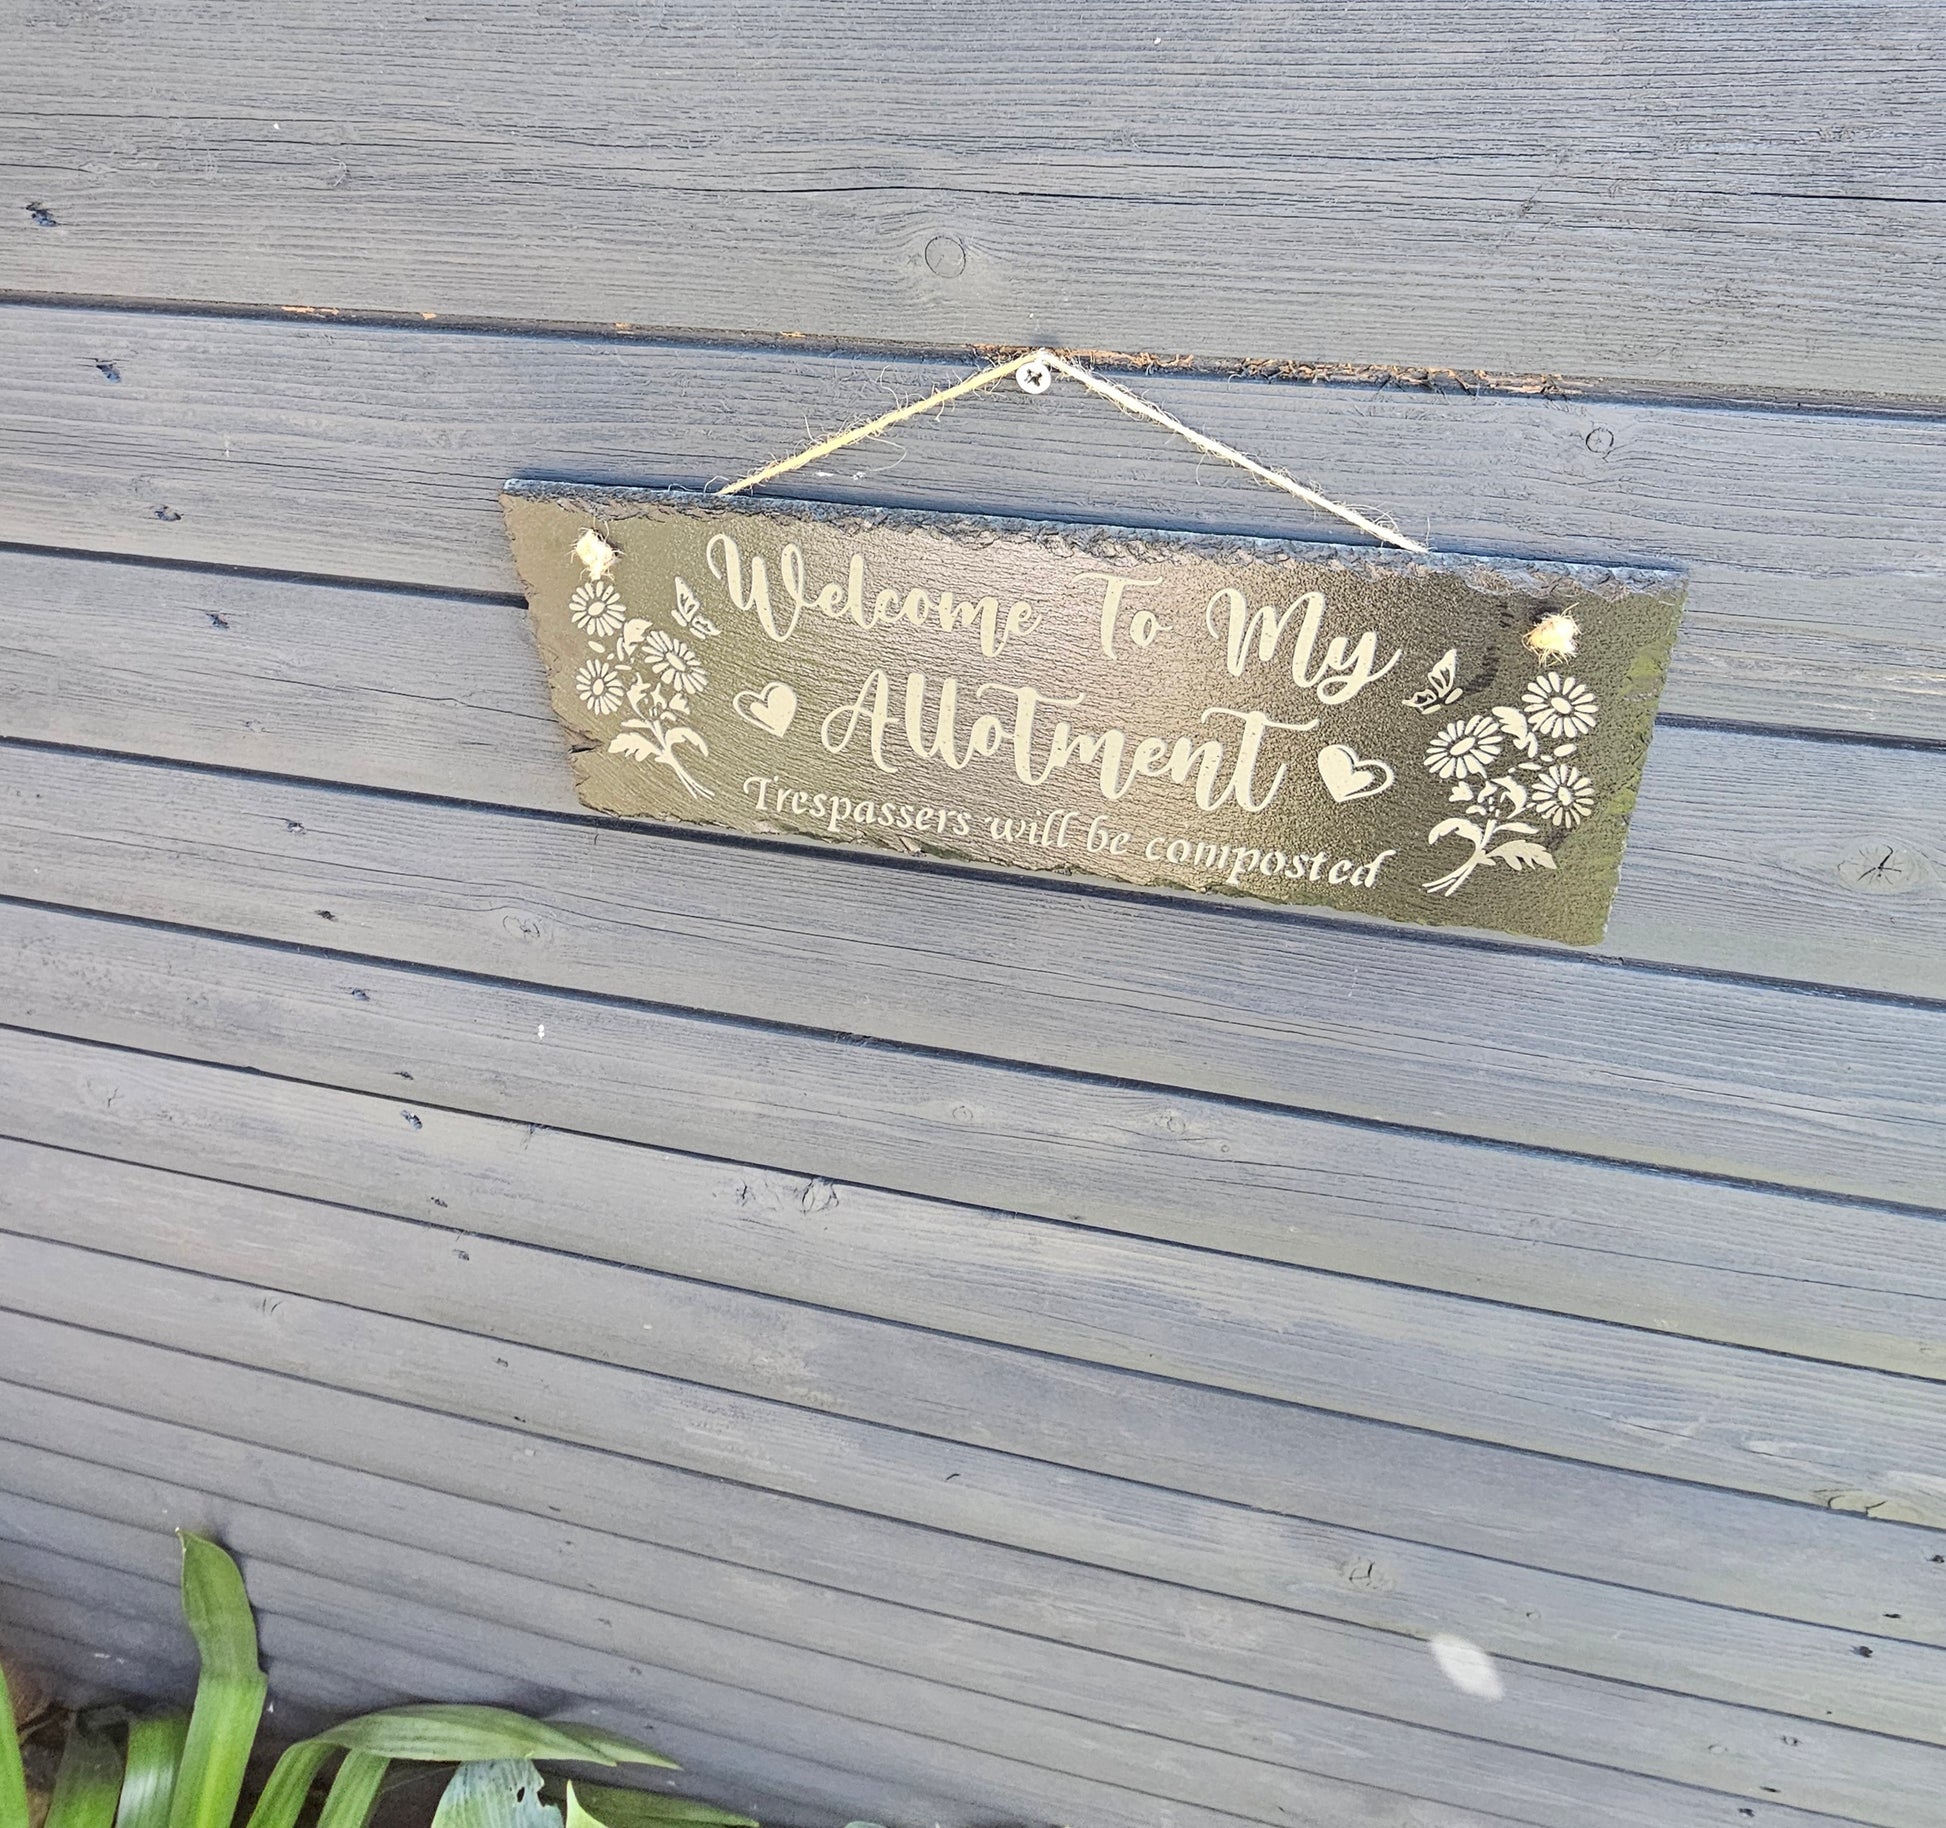 Welcome To My
Allotment
Trespassers will be composted